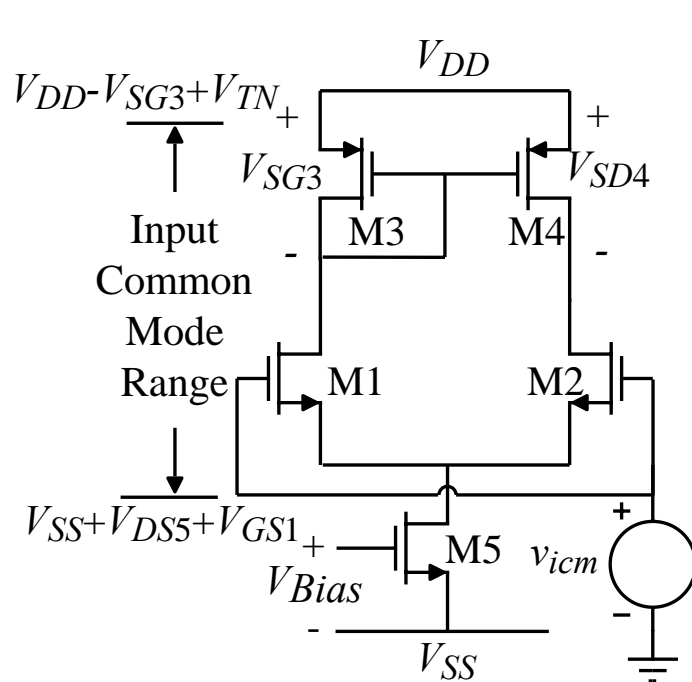 VDD
VDD-VSG3+VTN
+
+
VSG3
VSD4
M3
M4
-
-
Input
Common
Mode
Range
M1
M2
VSS+VDS5+VGS1
+
VBias
-
M5
+
vicm
-
VSS